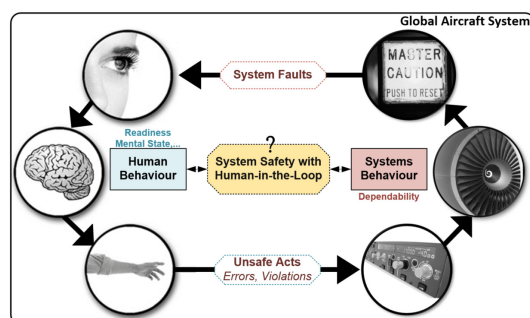 Global Aircraft System
MASTER
CAUTION
PUSH TO RESET
System Faults
Readiness
Mental State,...
?
Human
Behaviour
System Safety with
Human-in-the-Loop
Systems
Behaviour
Dependability
Unsafe Acts
Errors, Violations